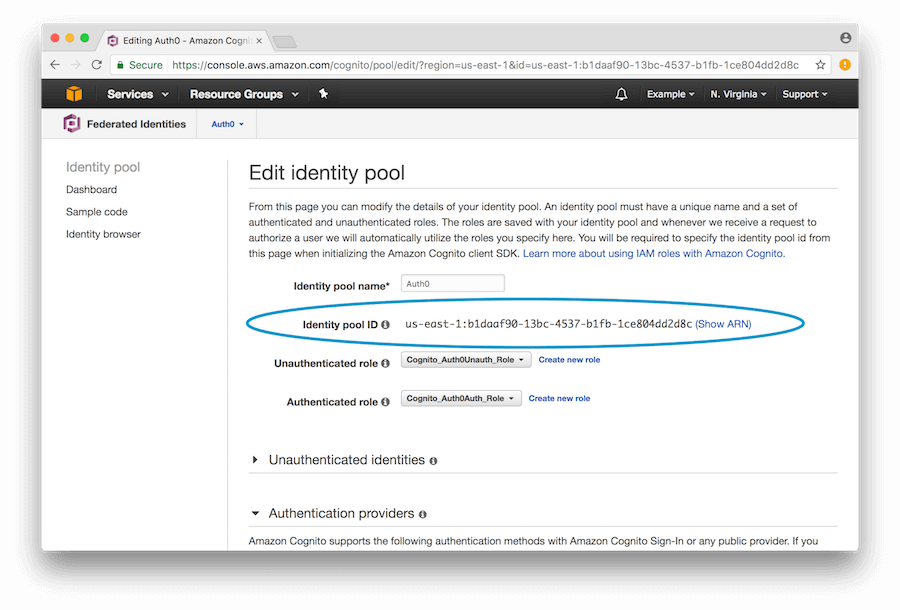 Editing Auth0 - Amazon Cogni
Secure https://console.aws.amazon.com/cognito/pool/edit/?region=us-east-1&id=us-east-1:b1daaf90-13bc-4537-b1fb-1ce804dd2d8c
Services Resource Groups Example N. Virginia Support
Federated Identities Auth0
Identity pool
Dashboard
Sample code
Identity browser
Edit identity pool
From this page you can modify the details of your identity pool. An identity pool must have a unique name and a set of
authenticated and unauthenticated roles. The roles are saved with your identity pool and whenever we receive a request to
authorize a user we will automatically utilize the roles you specify here. You will be required to specify the identity pool id from
this page when initializing the Amazon Cognito client SDK. Learn more about using IAM roles with Amazon Cognito.
Identity pool name* Auth0
Identity pool ID us-east-1:b1daaf90-13bc-4537-b1fb-1ce804dd2d8c (Show ARN)
Unauthenticated role Cognito_Auth0Unauth_Role Create new role
Authenticated role Cognito_Auth0Auth_Role Create new role
Unauthenticated identities
Authentication providers
Amazon Cognito supports the following authentication methods with Amazon Cognito Sign-In or any public provider. If you